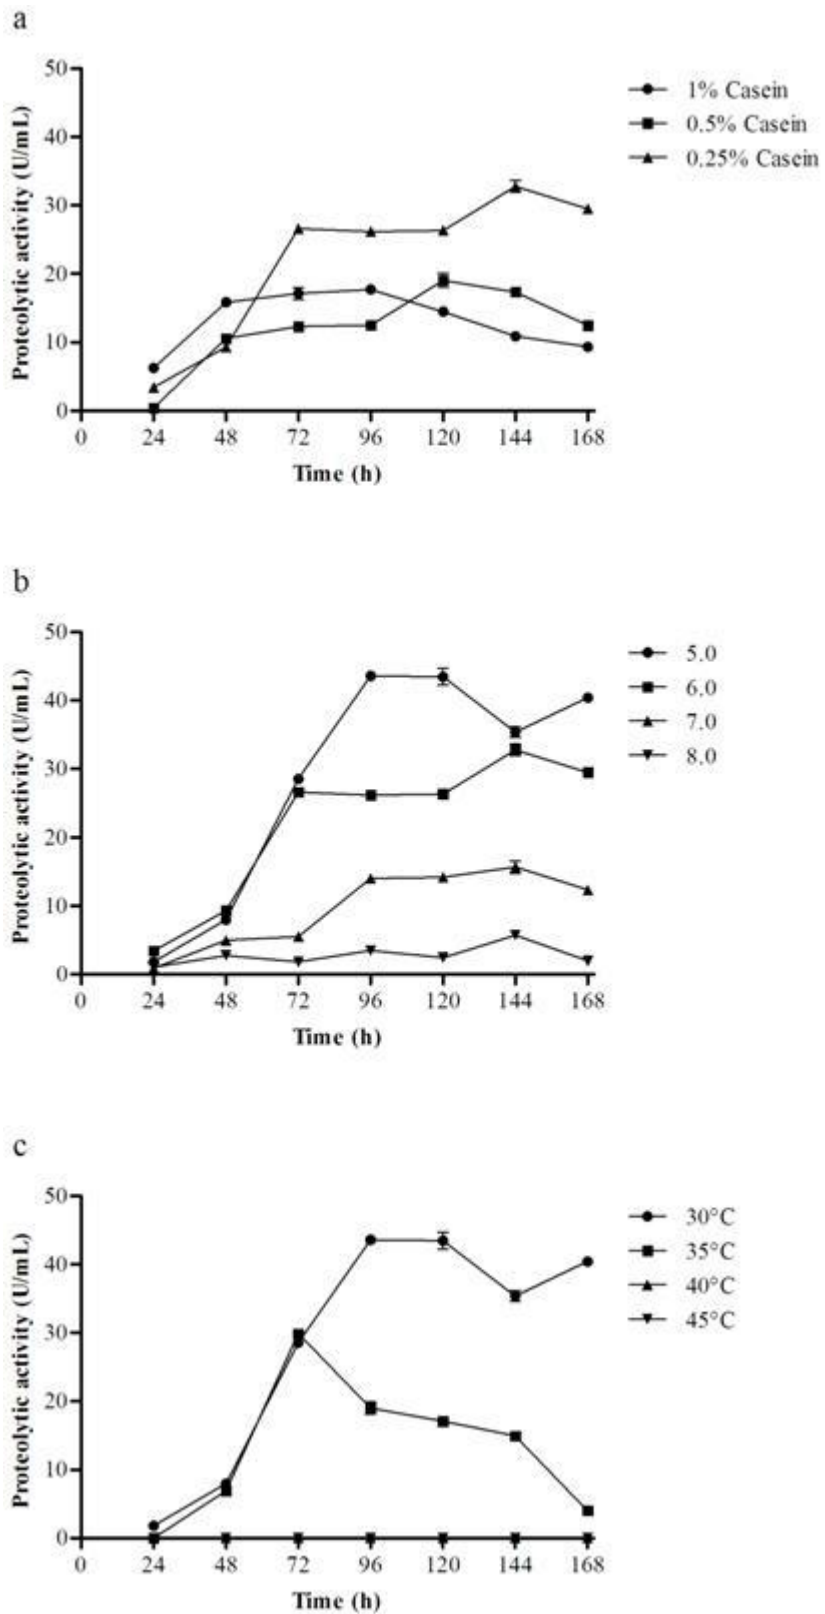 a
50
40
30
20
10
0
Proteolytic activity (U/mL)
0 24 48 72 96 120 144 168
Time (h)
1% Casein
0.5% Casein
0.25% Casein
b
50
40
30
20
10
0
Proteolytic activity (U/mL)
0 24 48 72 96 120 144 168
Time (h)
5.0
6.0
7.0
8.0
c
50
40
30
20
10
0
Proteolytic activity (U/mL)
0 24 48 72 96 120 144 168
Time (h)
30°C
35°C
40°C
45°C